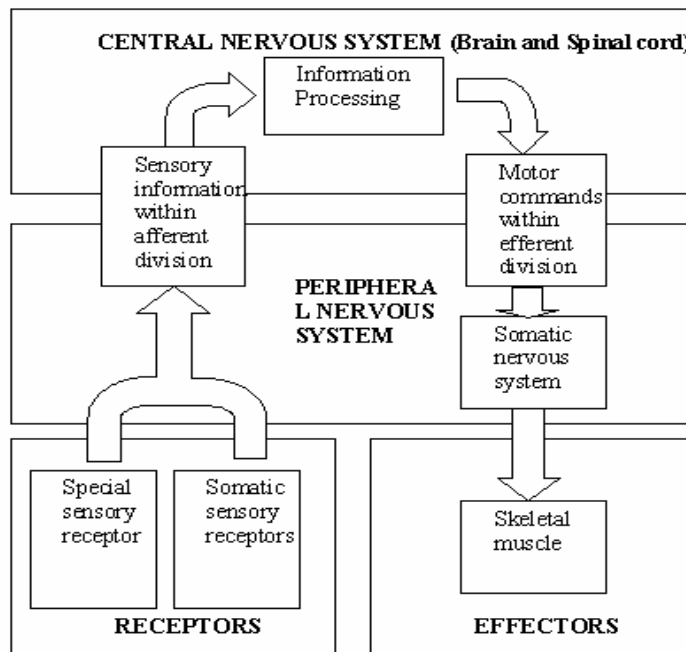 CENTRAL NERVOUS SYSTEM (Brain and Spinal cord)
Information
Processing
Sensory
information
within
afferent
division
Motor
commands
within
efferent
division
PERIPHERA
L NERVOUS
SYSTEM
Somatic
nervous
system
Special
sensory
receptor
Somatic
sensory
receptors
Skeletal
muscle
RECEPTORS
EFFECTORS